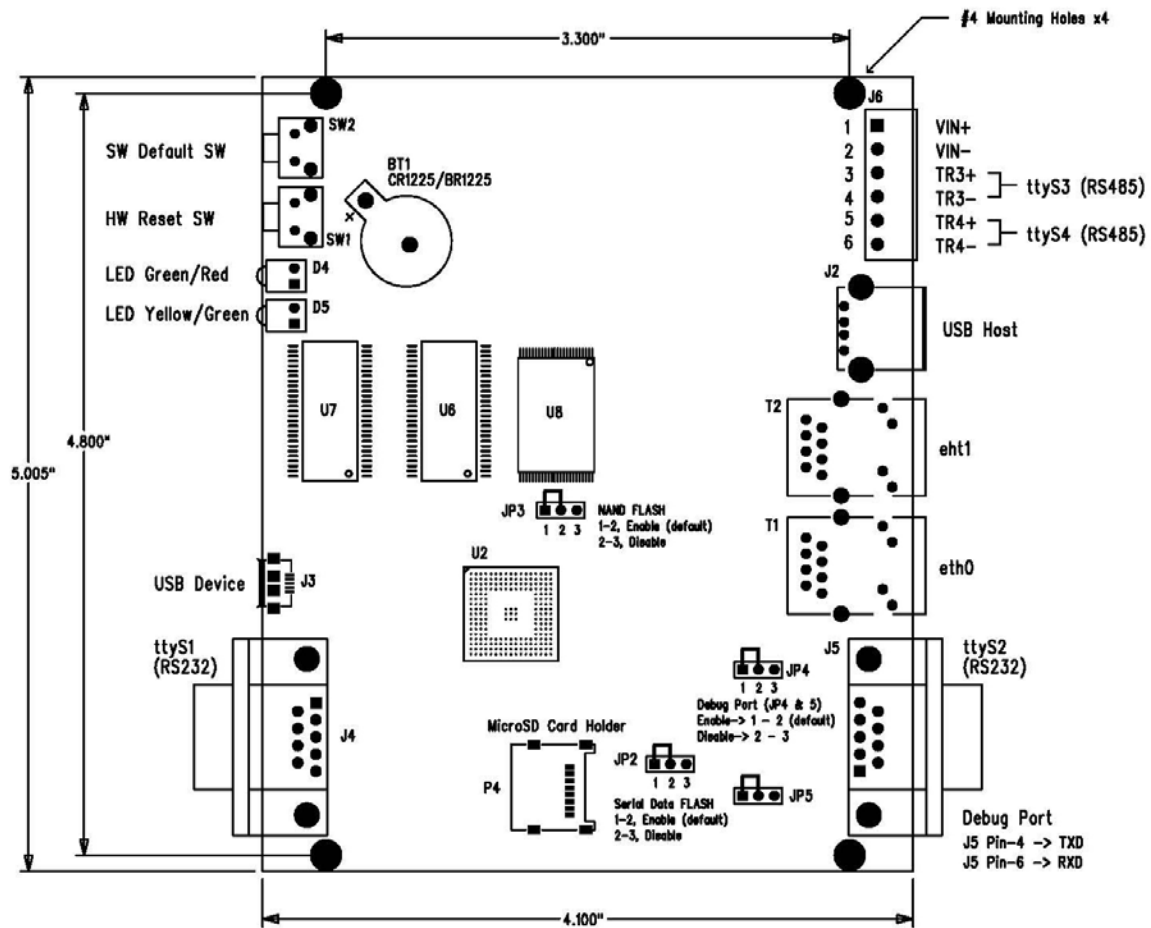 #4 Mounting Holes x4
3.300"
J6
SW2
SW Default SW
BT1
CR1225/BR1225
HW Reset SW
SW1
1 VIN+
2 VIN-
3 TR3+
4 TR3-
5 TR4+
6 TR4-
ttyS3 (RS485)
ttyS4 (RS485)
LED Green/Red
D4
LED Yellow/Green
D5
J2
USB Host
U7
U6
U8
T2
eht1
4.800"
5.005"
JP3
1 2 3
NAND FLASH
1-2, Enable (default)
2-3, Disable
T1
eth0
U2
USB Device
J3
ttyS1
(RS232)
J4
J5
ttyS2
(RS232)
JP4
1 2 3
Debug Port (JP4 & 5)
Enable-> 1 - 2 (default)
Disable-> 2 - 3
MicroSD Card Holder
P4
JP2
1 2 3
Serial Data FLASH
1-2, Enable (default)
2-3, Disable
JP5
Debug Port
J5 Pin-4 -> TXD
J5 Pin-6 -> RXD
4.100"